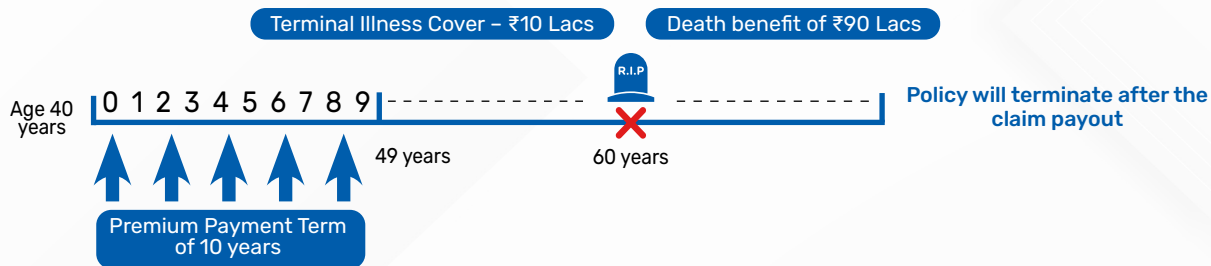 Terminal Illness Cover – ₹10 Lacs
Death benefit of ₹90 Lacs
R.I.P
Age 40
years
0 1 2 3 4 5 6 7 8 9
Policy will terminate after the
claim payout
49 years
60 years
Premium Payment Term
of 10 years